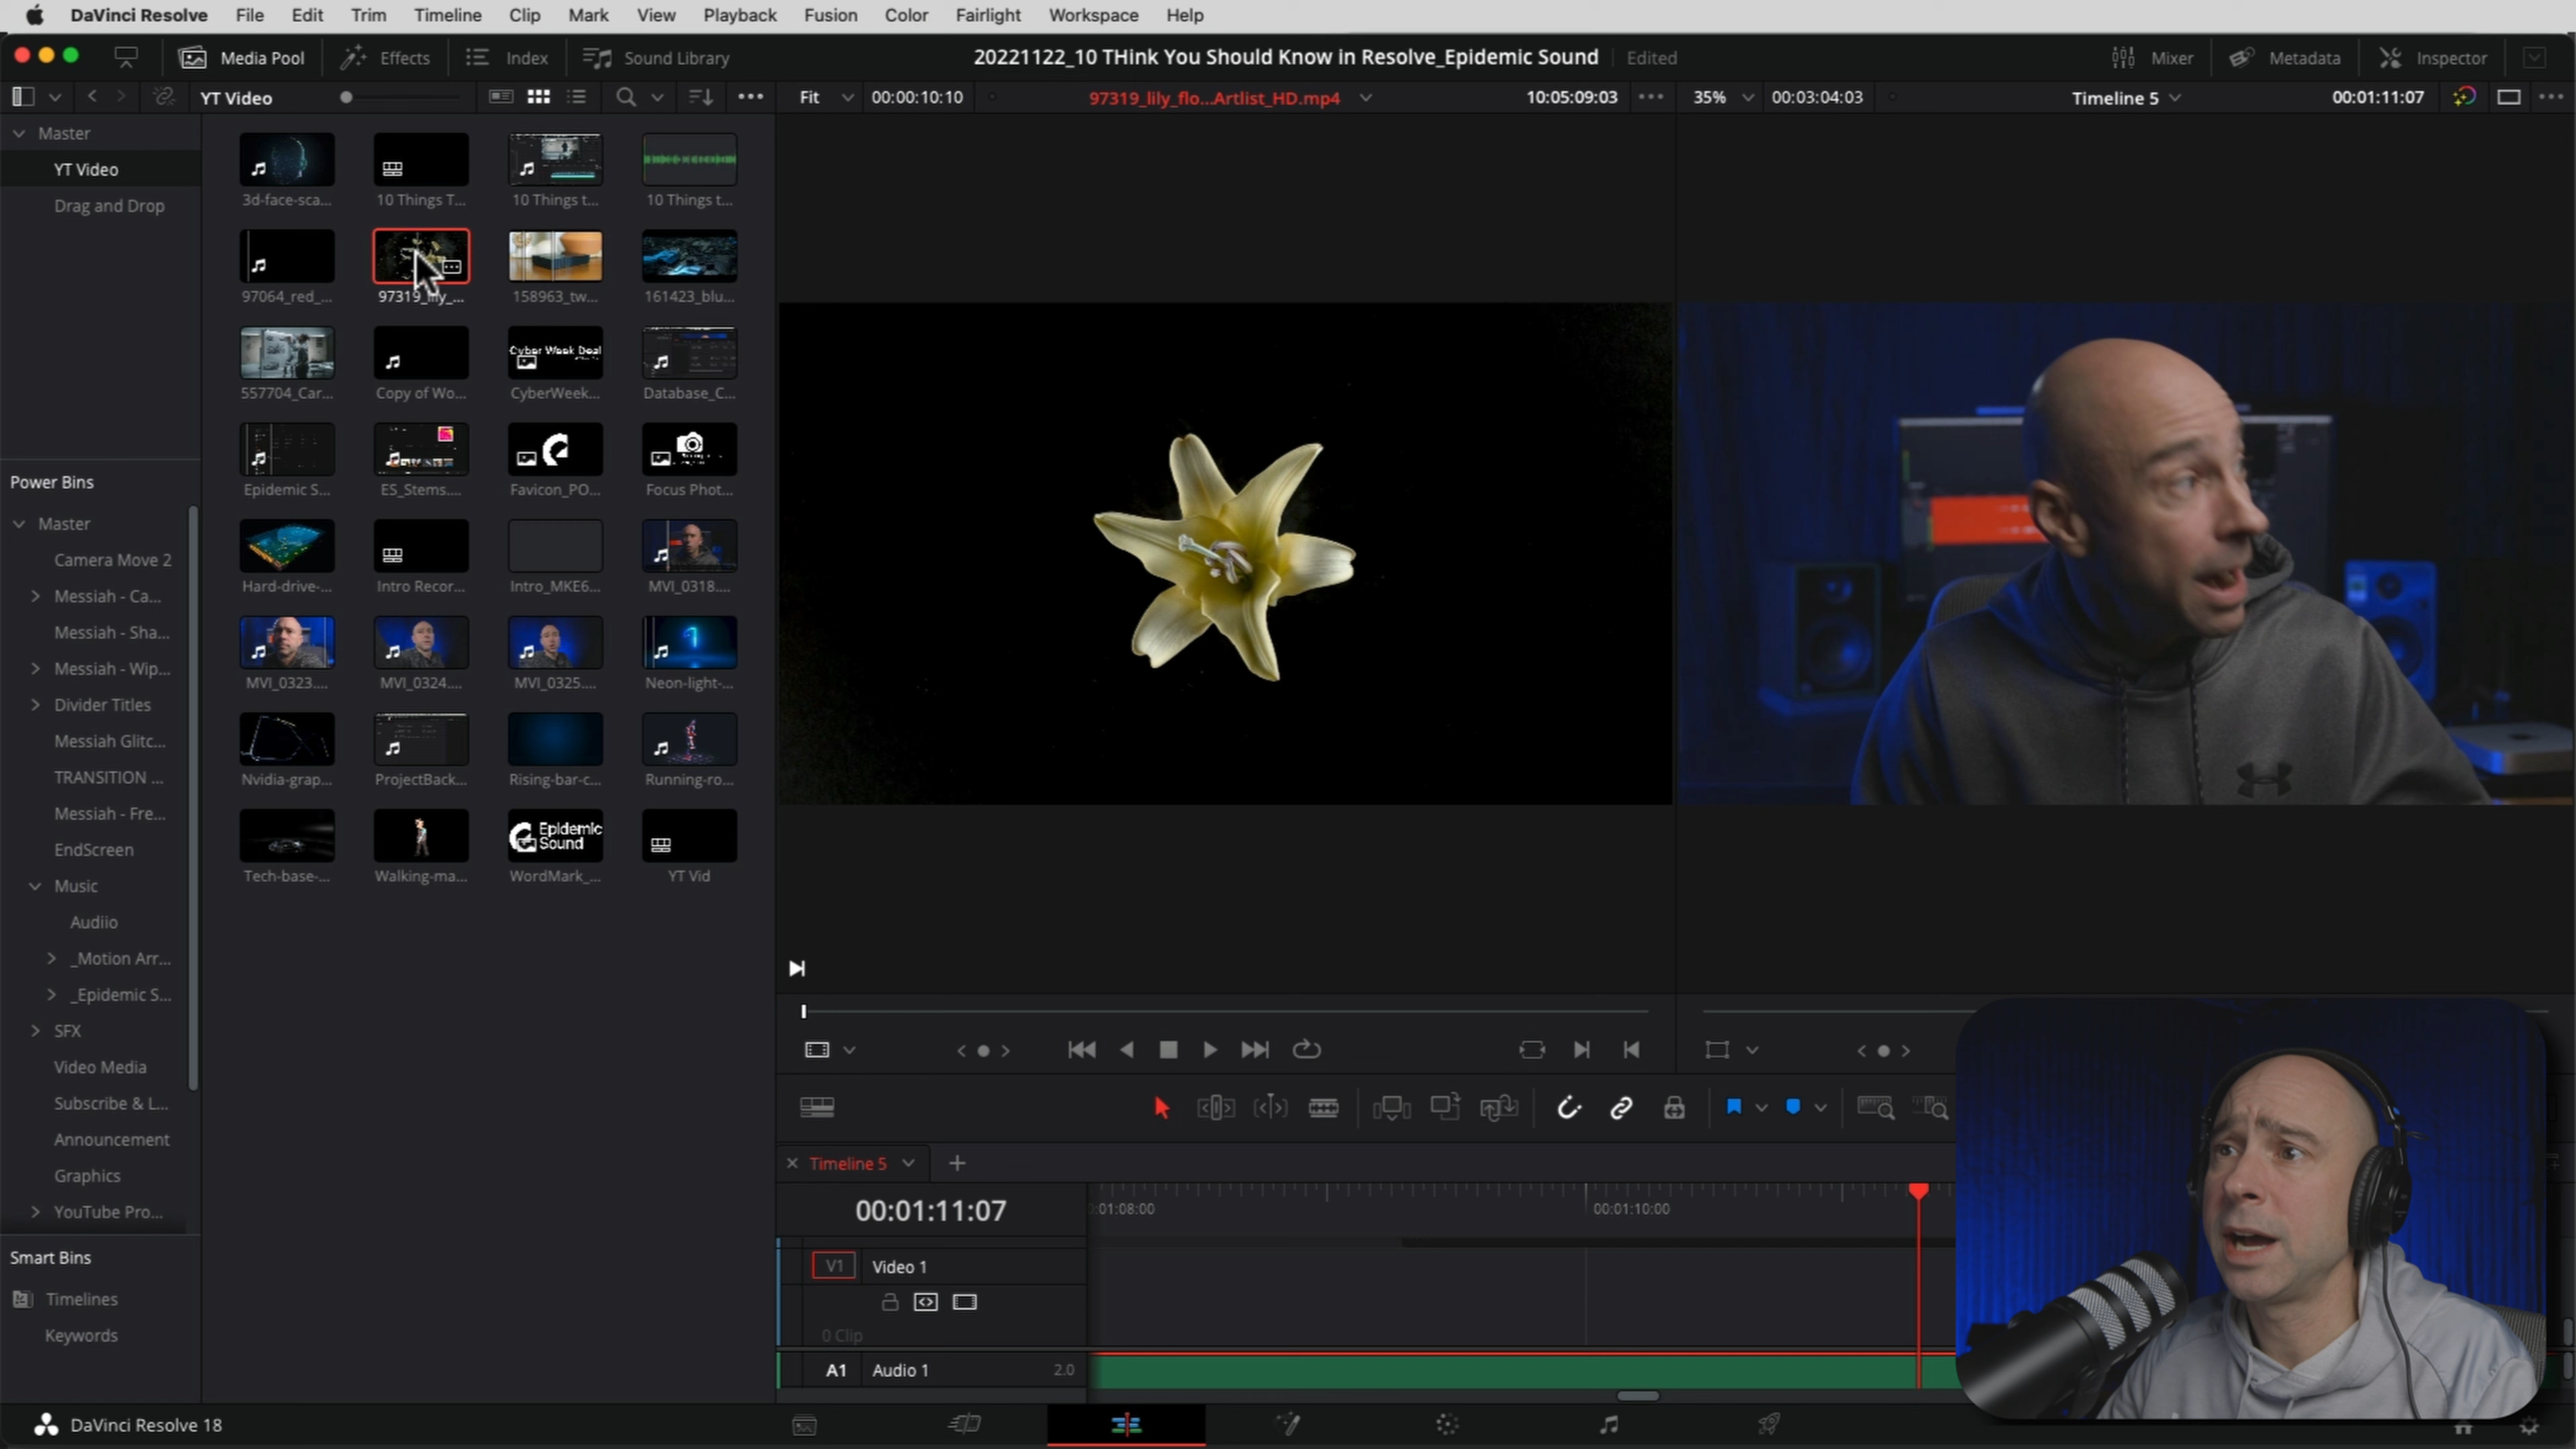 DaVinci Resolve File Edit Trim Timeline Clip Mark View Playback Fusion Color Fairlight Workspace Help
Media Pool Effects Index Sound Library 20221122_10 THink You Should Know in Resolve_Epidemic Sound Edited Mixer Metadata Inspector
YT Video Fit 00:00:10:10 97319_lily_flo...Artlist_HD.mp4 10:05:09:03 35% 00:03:04:03 Timeline 5 00:01:11:07
Master
YT Video
Drag and Drop
3d-face-sca... 10 Things T... 10 Things t... 10 Things t...
97064_red_... 97319_lily_... 158963_tw... 161423_blu...
Cyber Week Deal
557704_Car... Copy of Wo... CyberWeek... Database_C...
Epidemic S... ES_Stems.... Favicon_PO... Focus Phot...
Hard-drive-... Intro Recor... Intro_MKE6... MVI_0318....
MVI_0323.... MVI_0324.... MVI_0325.... Neon-light-...
Nvidia-grap... ProjectBack... Rising-bar-c... Running-ro...
Epidemic
Sound
Tech-base-... Walking-ma... WordMark_... YT Vid
Power Bins
Master
Camera Move 2
Messiah - Ca...
Messiah - Sha...
Messiah - Wip...
Divider Titles
Messiah Glitc...
TRANSITION ...
Messiah - Fre...
EndScreen
Music
Audiio
_Motion Arr...
_Epidemic S...
SFX
Video Media
Subscribe & L...
Announcement
Graphics
YouTube Pro...
Smart Bins
Timelines
Keywords
Timeline 5
00:01:11:07 :01:08:00 00:01:10:00
V1 Video 1
0 Clip
A1 Audio 1 2.0
DaVinci Resolve 18